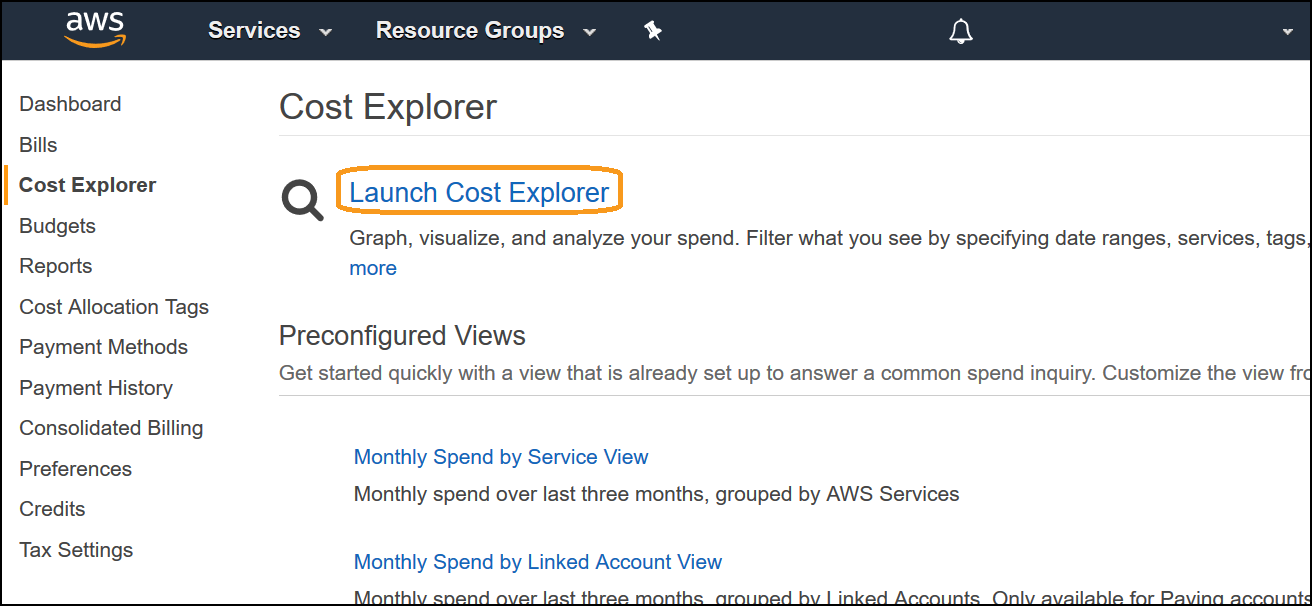 aws
Services
Resource Groups
Dashboard
Bills
Cost Explorer
Budgets
Reports
Cost Allocation Tags
Payment Methods
Payment History
Consolidated Billing
Preferences
Credits
Tax Settings
Cost Explorer
Launch Cost Explorer
Graph, visualize, and analyze your spend. Filter what you see by specifying date ranges, services, tags,
more
Preconfigured Views
Get started quickly with a view that is already set up to answer a common spend inquiry. Customize the view fro
Monthly Spend by Service View
Monthly spend over last three months, grouped by AWS Services
Monthly Spend by Linked Account View
Monthly spend over last three months, grouped by Linked Accounts. Only available for Paying accounts